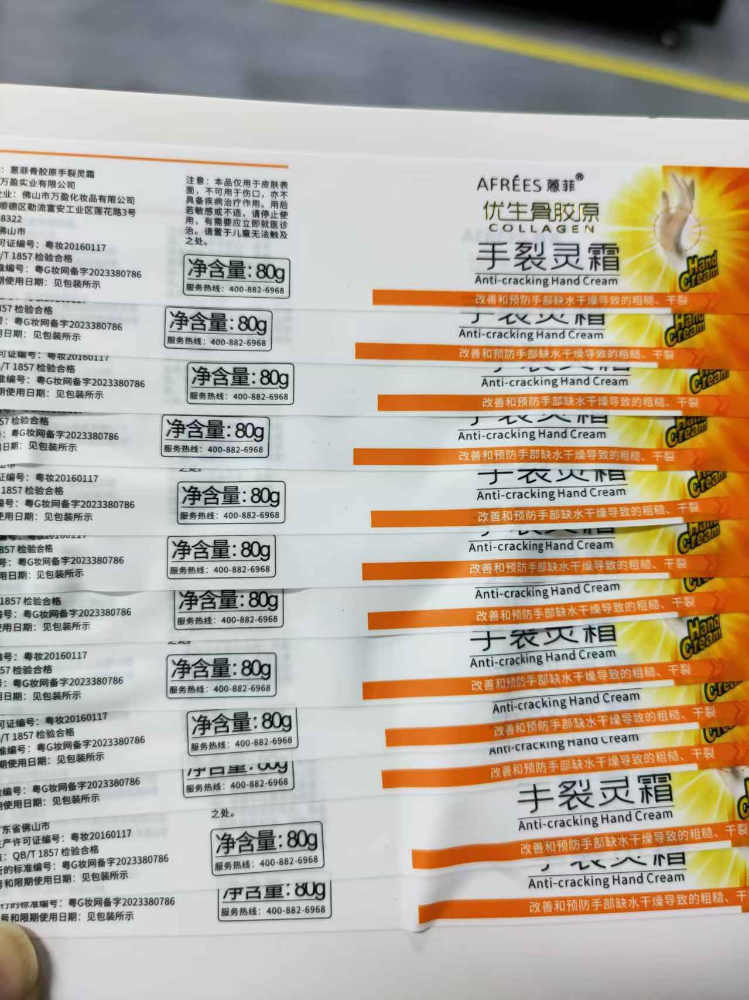 ：蒽菲骨胶原手裂灵霜
万盈实业有限公司
业：佛山市万盈化妆品有限公司
顺德区勒流富安工业区莲花路3号
8322
佛山市
可证编号：粤妆20160117
/T 1857 检验合格
准编号：粤G妆网备字2023380786
期使用日期：见包装所示
注意：本品仅用于皮肤表
面，不可用于伤口，亦不
具备疾病治疗作用。用后
若敏感或不适，请停止使
用，有需要应立即就医诊
治。请置于儿童无法触及
之处。
净含量：80g
服务热线：400-882-6968
AFRÉES 蒽菲®
优生骨胶原
COLLAGEN
手裂灵霜
Anti-cracking Hand Cream
Hand
Cream
改善和预防手部缺水干燥导致的粗糙、干裂
857 检验合格
号：粤G妆网备字2023380786
日期：见包装所示
净含量：80g
服务热线：400-882-6968
手裂灵霜
Anti-cracking Hand Cream
Hand
Cream
改善和预防手部缺水干燥导致的粗糙、干裂
可证编号：粤妆20160117
/T 1857 检验合格
准编号：粤G妆网备字2023380786
期使用日期：见包装所示
净含量：80g
服务热线：400-882-6968
Anti-cracking Hand Cream
Cream
改善和预防手部缺水干燥导致的粗糙、干裂
57 检验合格
：粤G妆网备字2023380786
日期：见包装所示
净含量：80g
服务热线：400-882-6968
手裂灵霜
Anti-cracking Hand Cream
Hand
Cream
改善和预防手部缺水干燥导致的粗糙、干裂
证编号：粤妆20160117
1857 检验合格
编号：粤G妆网备字2023380786
使用日期：见包装所示
之处。
净含量：80g
服务热线：400-882-6968
手裂灵霜
Anti-cracking Hand Cream
Cream
改善和预防手部缺水干燥导致的粗糙、干裂
编号：粤妆20160117
857 检验合格
号：粤G妆网备字2023380786
用日期：见包装所示
净含量：80g
服务热线：400-882-6968
Anti-cracking Hand Cream
Hand
Cream
改善和预防手部缺水干燥导致的粗糙、干裂
1857 检验合格
编号：粤G妆网备字2023380786
使用日期：见包装所示
净含量：80g
服务热线：400-882-6968
Anti-cracking Hand Cream
改善和预防手部缺水干燥导致的粗糙、干裂
编号：粤妆20160117
57 检验合格
：粤G妆网备字2023380786
日期：见包装所示
净含量：80g
服务热线：400-882-6968
手裂灵霜
Anti-cracking Hand Cream
Hand
Cream
改善和预防手部缺水干燥导致的粗糙、干裂
可证编号：粤妆20160117
/T 1857 检验合格
准编号：粤G妆网备字2023380786
期使用日期：见包装所示
净含量：80g
服务热线：400-882-6968
Anti-cracking Hand Cream
Cream
改善和预防手部缺水干燥导致的粗糙、干裂
编号：粤G妆网备字2023380786
使用日期：见包装所示
净含量：80g
服务热线：400-882-6968
Anti-cracking Hand Cream
改善和预防手部缺水干燥导致的粗糙、干裂
东省佛山市
产许可证编号：粤妆20160117
：QB/T 1857 检验合格
行的标准编号：粤G妆网备字2023380786
号和限期使用日期：见包装所示
之处。
净含量：80g
服务热线：400-882-6968
手裂灵霜
Anti-cracking Hand Cream
改善和预防手部缺水干燥导致的粗糙、干裂
行的标准编号：粤G妆网备字2023380786
号和限期使用日期：见包装所示
净含量：80g
服务热线：400-882-6968
Anti-cracking Hand Cream
改善和预防手部缺水干燥导致的粗糙、干